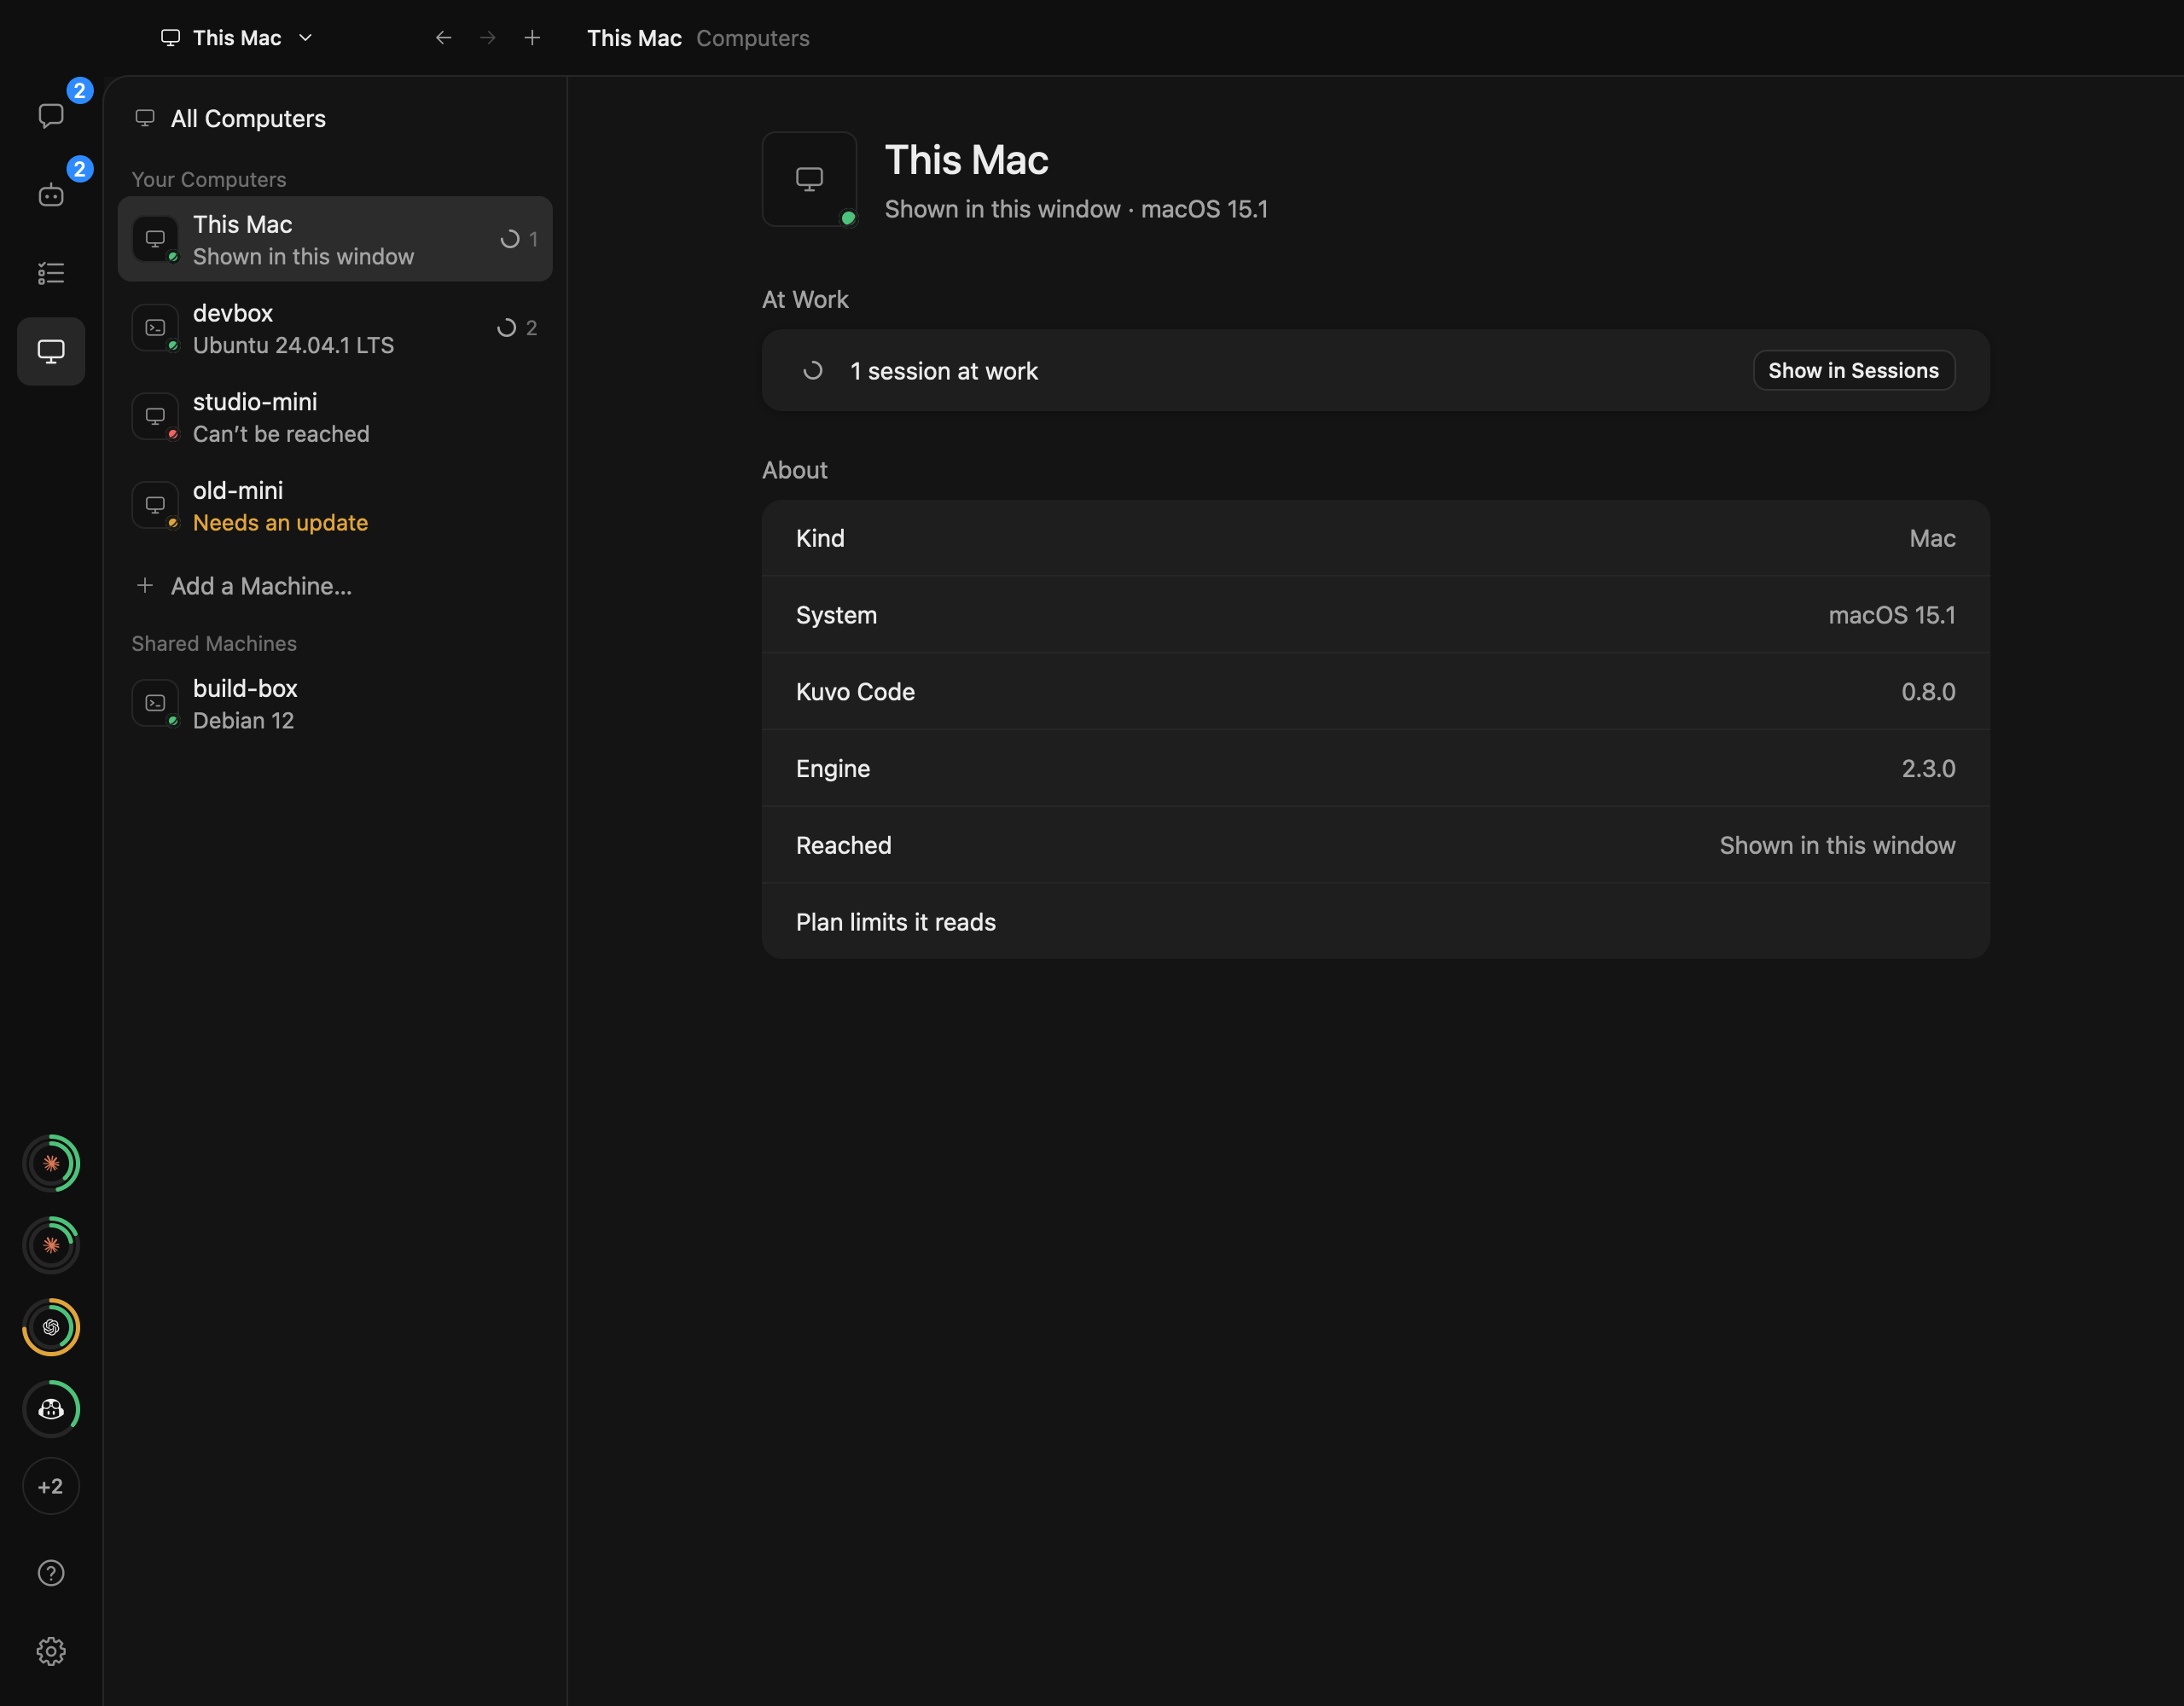 This Mac
This Mac Computers
2
2
All Computers
Your Computers
This Mac
Shown in this window
1
devbox
Ubuntu 24.04.1 LTS
2
studio-mini
Can’t be reached
old-mini
Needs an update
Add a Machine...
Shared Machines
build-box
Debian 12
+2
This Mac
Shown in this window · macOS 15.1
At Work
1 session at work
Show in Sessions
About
Kind
Mac
System
macOS 15.1
Kuvo Code
0.8.0
Engine
2.3.0
Reached
Shown in this window
Plan limits it reads